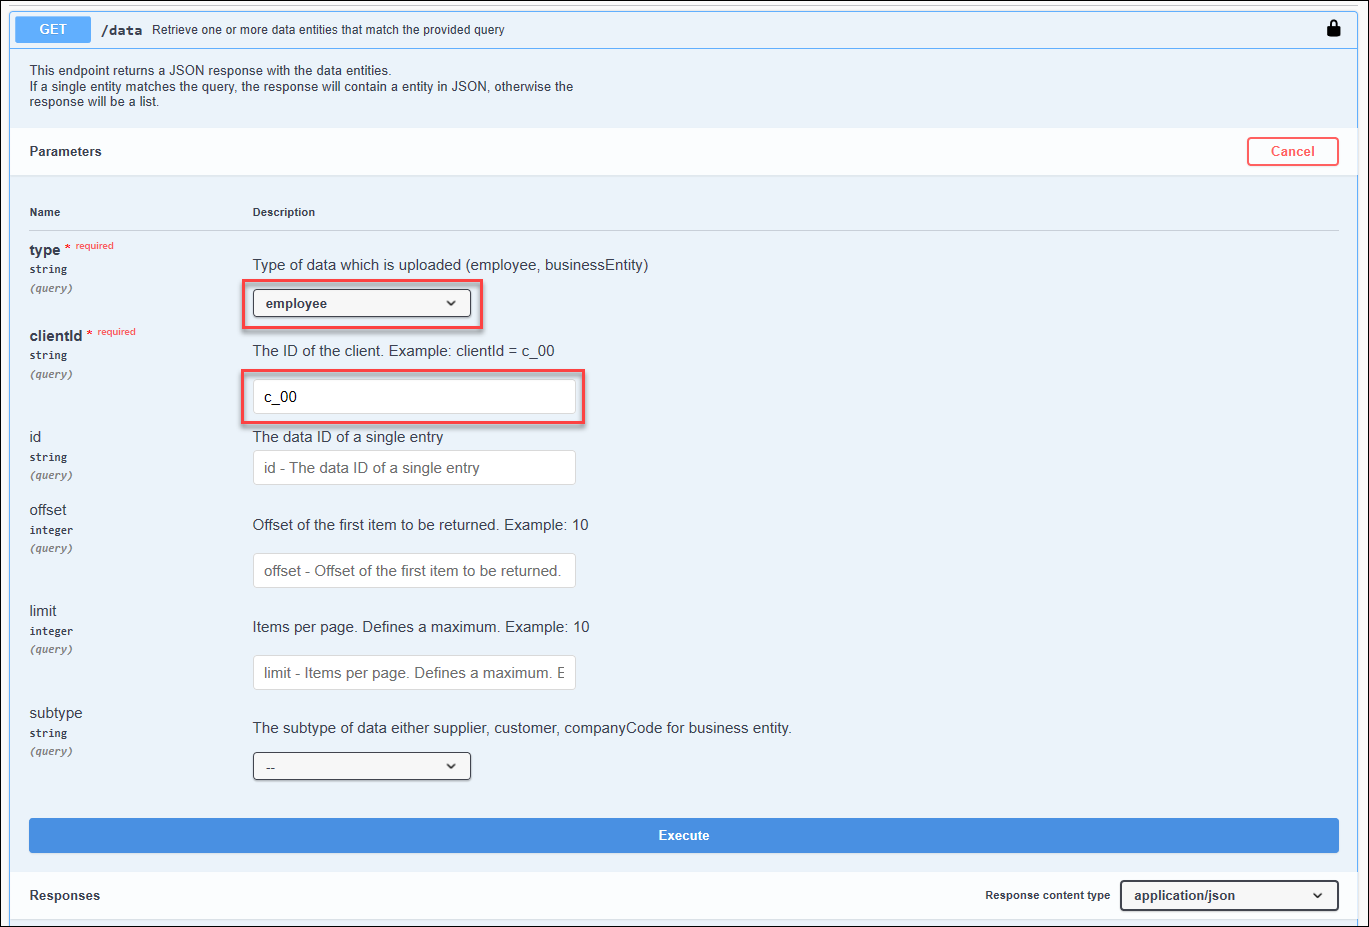 GET /data Retrieve one or more data entities that match the provided query
This endpoint returns a JSON response with the data entities.
If a single entity matches the query, the response will contain a entity in JSON, otherwise the
response will be a list.
Parameters Cancel
Name Description
type * required
string
(query)
Type of data which is uploaded (employee, businessEntity)
employee
clientId * required
string
(query)
The ID of the client. Example: clientId = c_00
c_00
id
string
(query)
The data ID of a single entry
id - The data ID of a single entry
offset
integer
(query)
Offset of the first item to be returned. Example: 10
offset - Offset of the first item to be returned.
limit
integer
(query)
Items per page. Defines a maximum. Example: 10
limit - Items per page. Defines a maximum. E
subtype
string
(query)
The subtype of data either supplier, customer, companyCode for business entity.
--
Execute
Responses Response content type application/json